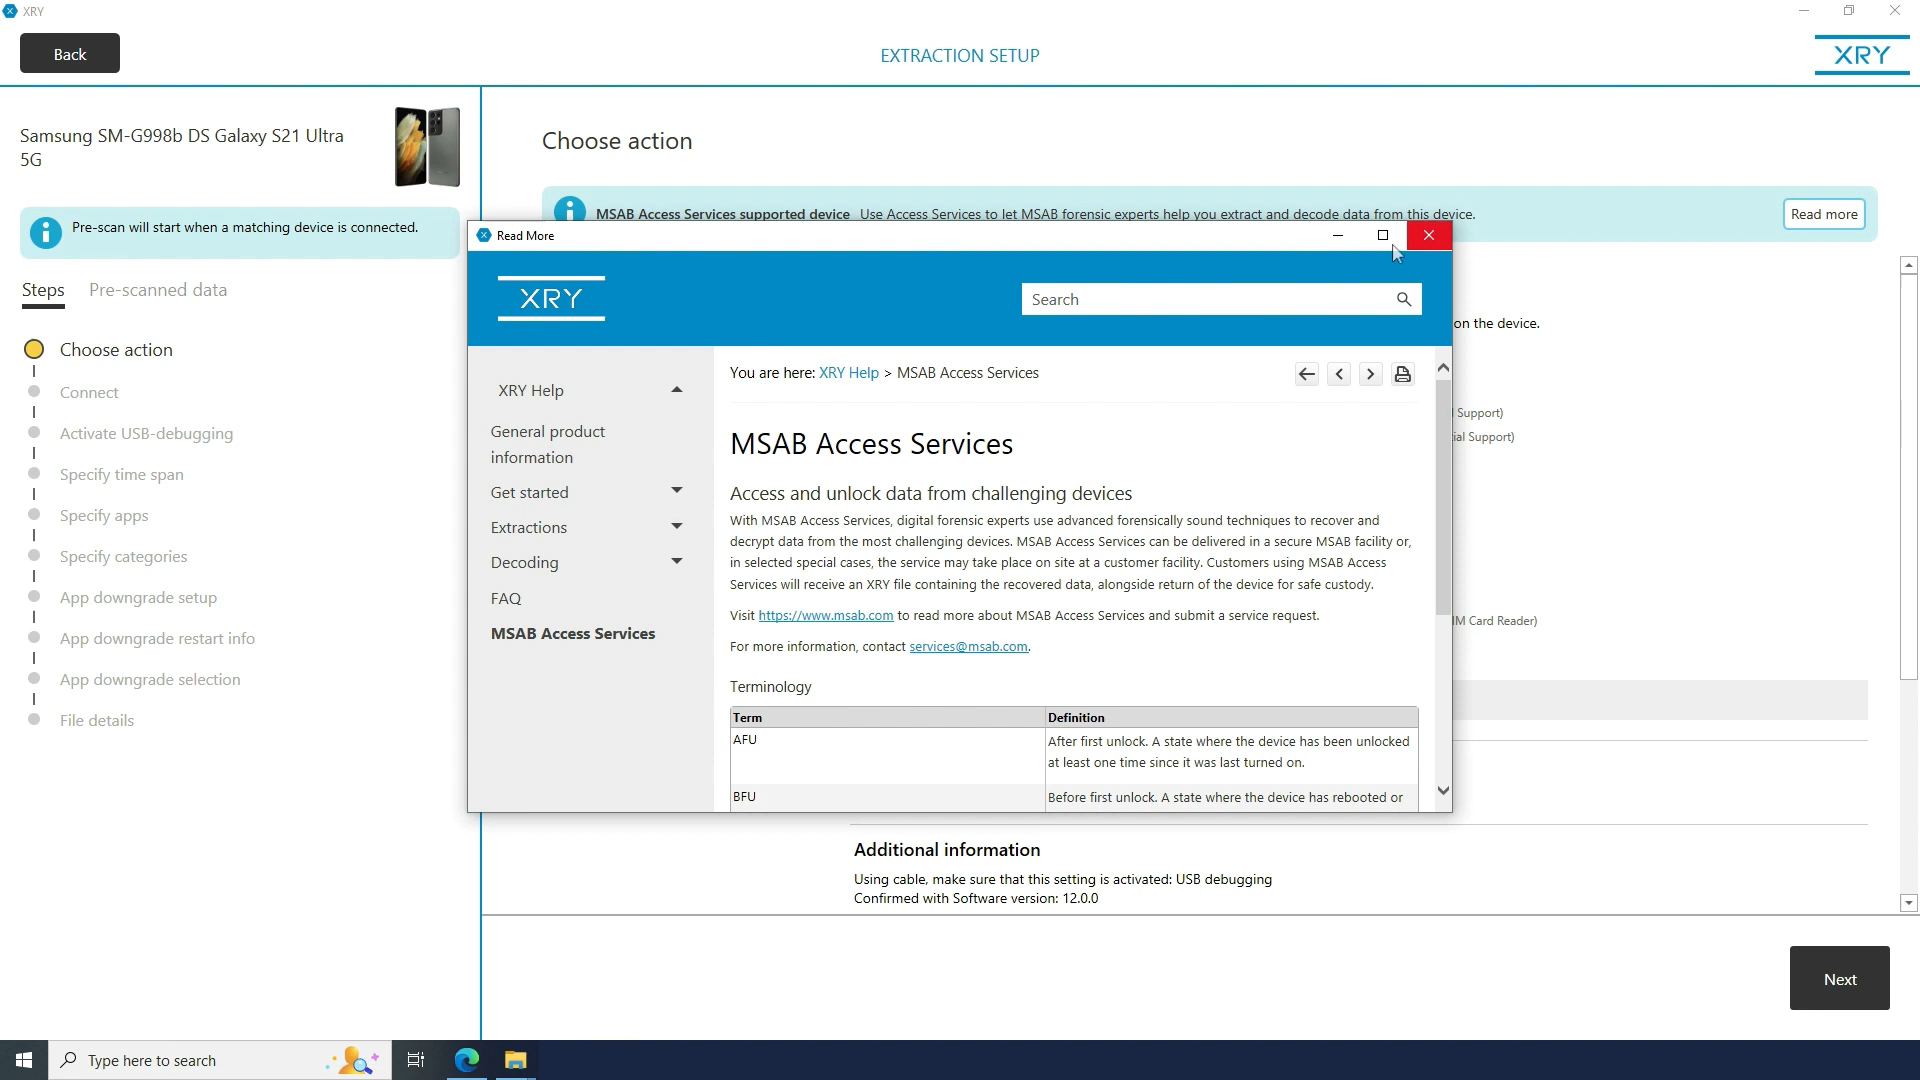 XRY
Back
EXTRACTION SETUP
XRY
Samsung SM-G998b DS Galaxy S21 Ultra
5G
Pre-scan will start when a matching device is connected.
Steps
Pre-scanned data
Choose action
Connect
Activate USB-debugging
Specify time span
Specify apps
Specify categories
App downgrade setup
App downgrade restart info
App downgrade selection
File details
Choose action
MSAB Access Services supported device Use Access Services to let MSAB forensic experts help you extract and decode data from this device.
Read more
Read More
XRY
Search
XRY Help
General product
information
Get started
Extractions
Decoding
FAQ
MSAB Access Services
You are here: XRY Help > MSAB Access Services
MSAB Access Services
Access and unlock data from challenging devices
With MSAB Access Services, digital forensic experts use advanced forensically sound techniques to recover and
decrypt data from the most challenging devices. MSAB Access Services can be delivered in a secure MSAB facility or,
in selected special cases, the service may take place on site at a customer facility. Customers using MSAB Access
Services will receive an XRY file containing the recovered data, alongside return of the device for safe custody.
Visit https://www.msab.com to read more about MSAB Access Services and submit a service request.
For more information, contact services@msab.com.
Terminology
Term Definition
AFU After first unlock. A state where the device has been unlocked
at least one time since it was last turned on.
BFU Before first unlock. A state where the device has rebooted or
on the device.
Support)
ial Support)
IM Card Reader)
Additional information
Using cable, make sure that this setting is activated: USB debugging
Confirmed with Software version: 12.0.0
Next
Type here to search